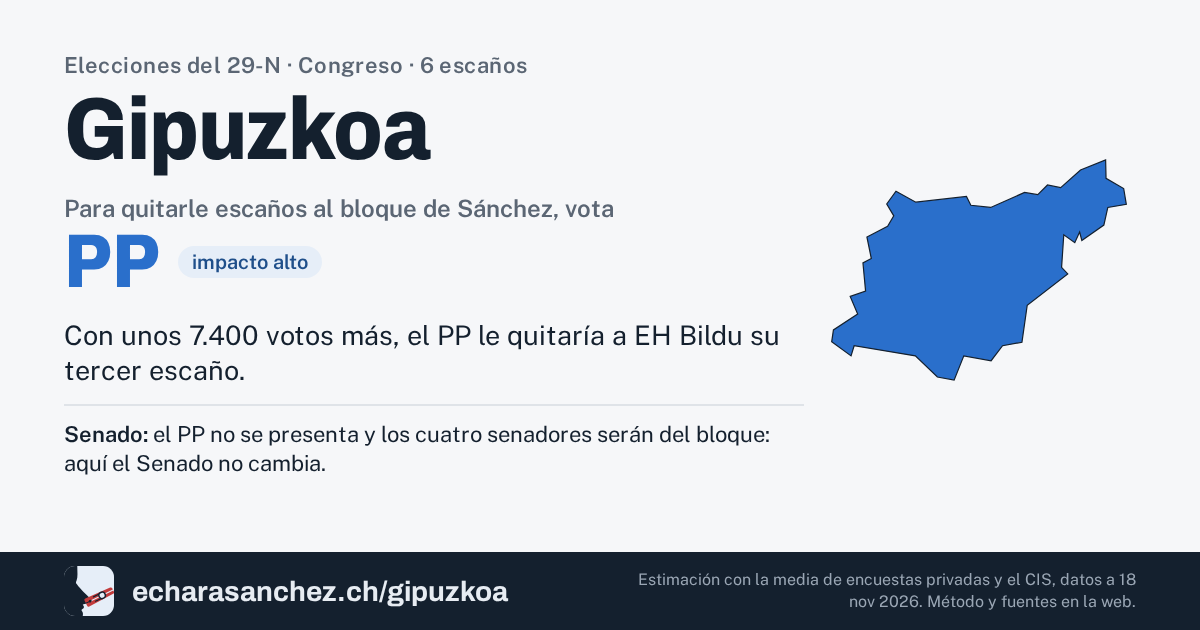 Elecciones del 29-N · Congreso · 6 escaños
Gipuzkoa
Para quitarle escaños al bloque de Sánchez, vota
PP
impacto alto
Con unos 7.400 votos más, el PP le quitaría a EH Bildu su
tercer escaño.
Senado: el PP no se presenta y los cuatro senadores serán del bloque:
aquí el Senado no cambia.
echarasanchez.ch/gipuzkoa
Estimación con la media de encuestas privadas y el CIS, datos a 18
nov 2026. Método y fuentes en la web.